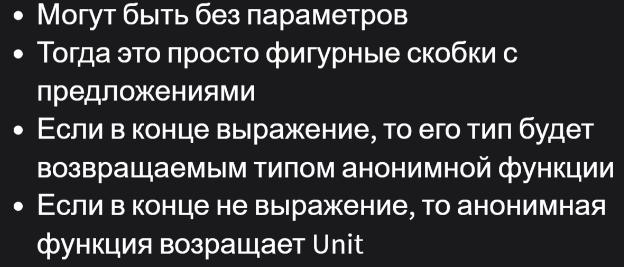 • Могут быть без параметров
• Тогда это просто фигурные скобки с
предложениями
• Если в конце выражение, то его тип будет
возвращаемым типом анонимной функции
• Если в конце не выражение, то анонимная
функция возращает Unit